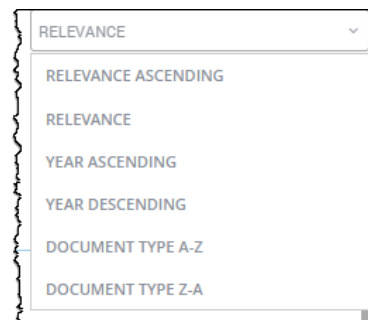 RELEVANCE
RELEVANCE ASCENDING
RELEVANCE
YEAR ASCENDING
YEAR DESCENDING
DOCUMENT TYPE A-Z
DOCUMENT TYPE Z-A